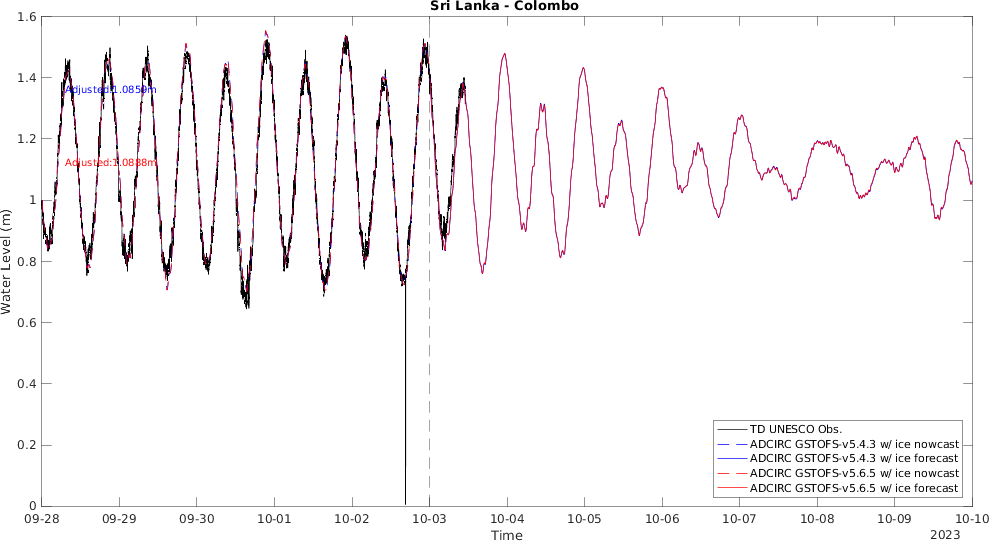 Sri Lanka - Colombo
1.6
1.4
1.2
1
0.8
0.6
0.4
0.2
0
Water Level (m)
Adjusted:1.0859m
Adjusted:1.0888m
TD UNESCO Obs.
ADCIRC GSTOFS-v5.4.3 w/ ice nowcast
ADCIRC GSTOFS-v5.4.3 w/ ice forecast
ADCIRC GSTOFS-v5.6.5 w/ ice nowcast
ADCIRC GSTOFS-v5.6.5 w/ ice forecast
09-28 09-29 09-30 10-01 10-02 10-03 10-04 10-05 10-06 10-07 10-08 10-09 10-10
Time
2023